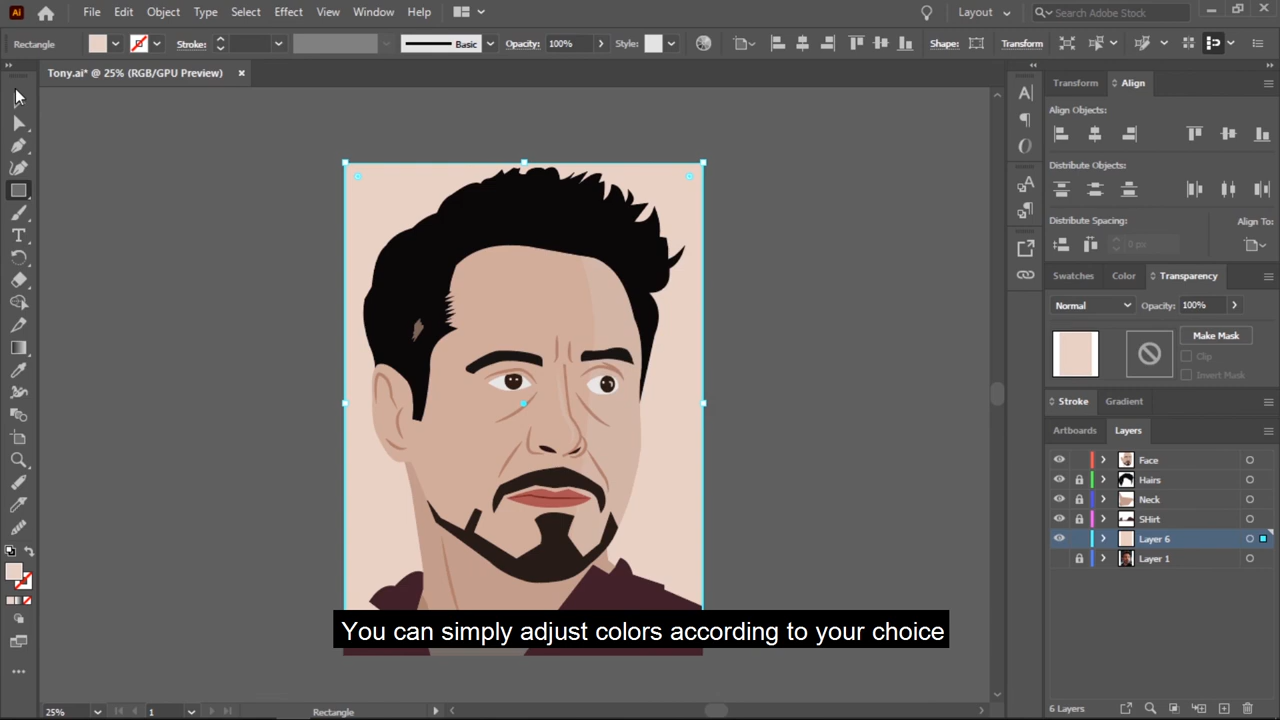 Ai File Edit Object Type Select Effect View Window Help Layout Search Adobe Stock
Rectangle Stroke: Basic Opacity: 100% Style: Shape: Transform
Tony.ai* @ 25% (RGB/GPU Preview)
Transform Align
Align Objects:
Distribute Objects:
Distribute Spacing: Align To:
0 px
Swatches Color Transparency
Normal Opacity: 100%
Make Mask
Clip
Invert Mask
Stroke Gradient
Artboards Layers
Face
Hairs
Neck
SHirt
Layer 6
Layer 1
You can simply adjust colors according to your choice
25% 1 Rectangle 6 Layers